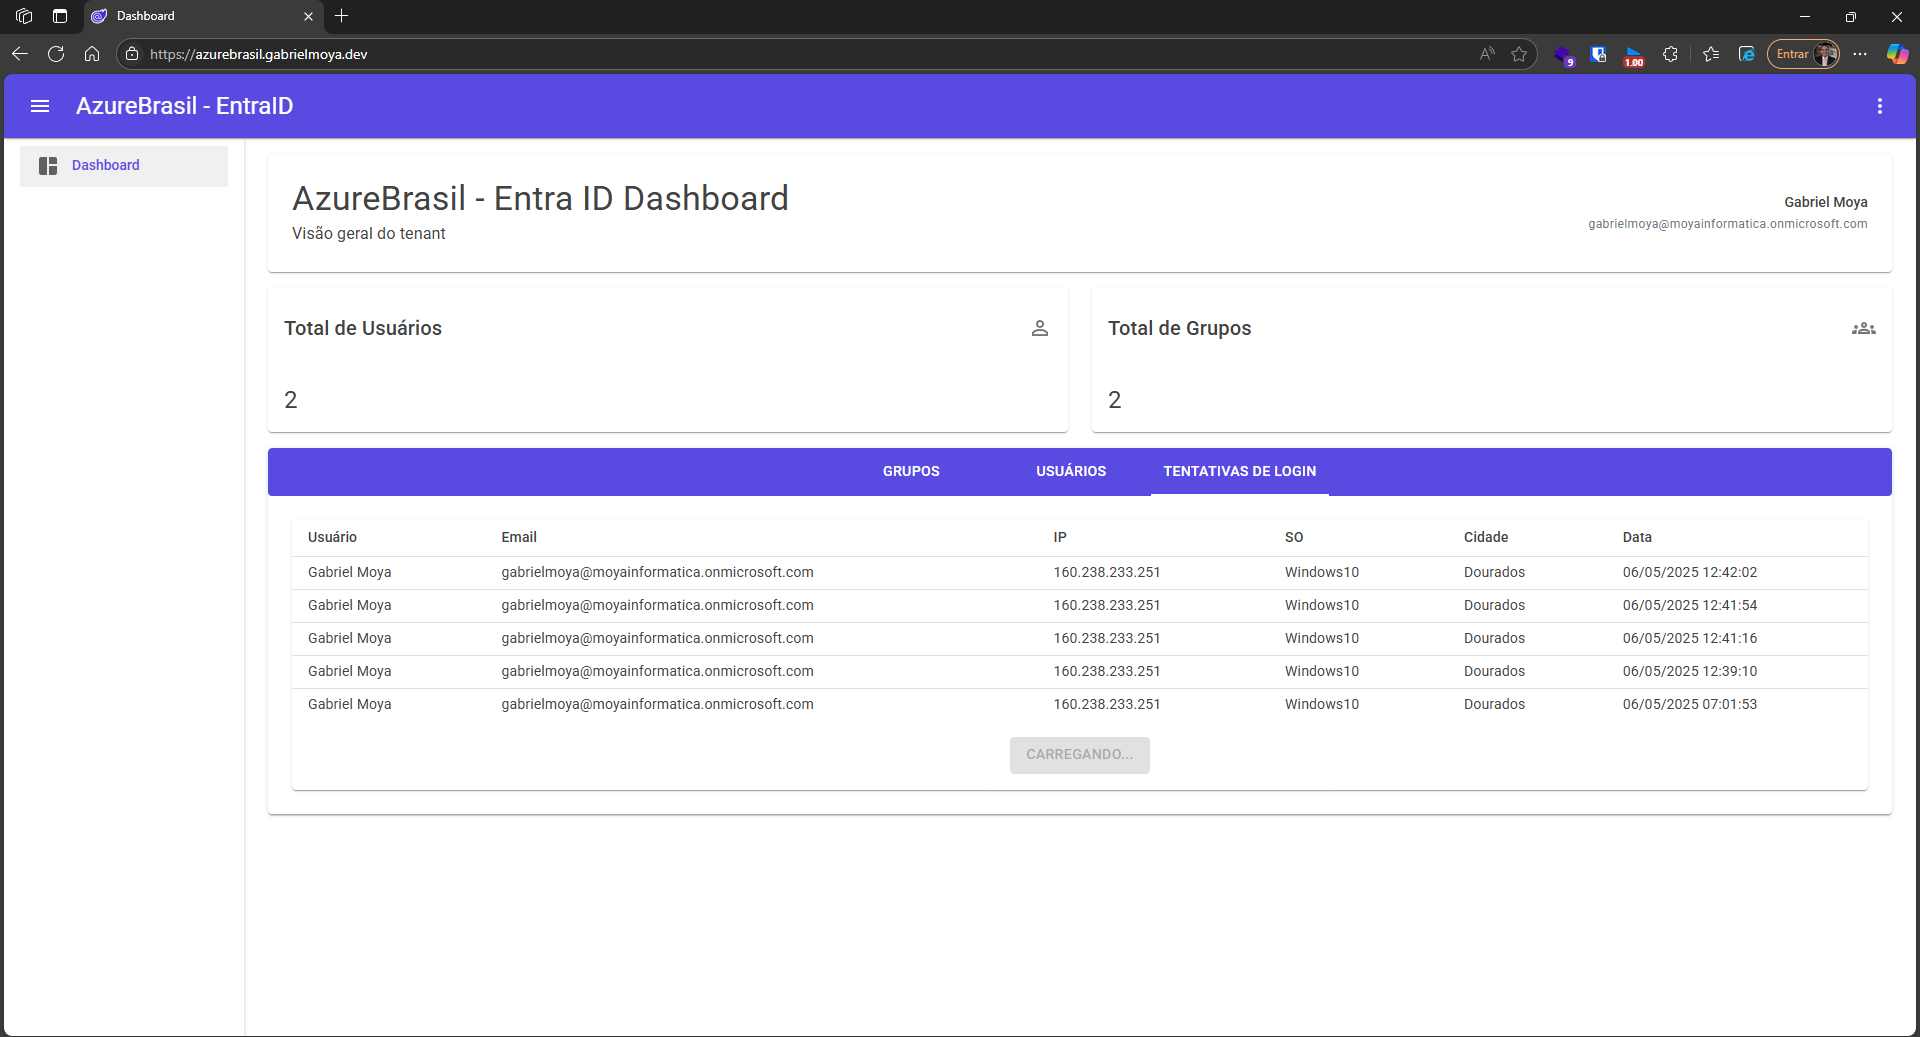 Dashboard
https://azurebrasil.gabrielmoya.dev
9
1.00
Entrar
AzureBrasil - EntraID
Dashboard
AzureBrasil - Entra ID Dashboard
Visão geral do tenant
Gabriel Moya
gabrielmoya@moyainformatica.onmicrosoft.com
Total de Usuários
2
Total de Grupos
2
GRUPOS USUÁRIOS TENTATIVAS DE LOGIN
Usuário Email IP SO Cidade Data
Gabriel Moya gabrielmoya@moyainformatica.onmicrosoft.com 160.238.233.251 Windows10 Dourados 06/05/2025 12:42:02
Gabriel Moya gabrielmoya@moyainformatica.onmicrosoft.com 160.238.233.251 Windows10 Dourados 06/05/2025 12:41:54
Gabriel Moya gabrielmoya@moyainformatica.onmicrosoft.com 160.238.233.251 Windows10 Dourados 06/05/2025 12:41:16
Gabriel Moya gabrielmoya@moyainformatica.onmicrosoft.com 160.238.233.251 Windows10 Dourados 06/05/2025 12:39:10
Gabriel Moya gabrielmoya@moyainformatica.onmicrosoft.com 160.238.233.251 Windows10 Dourados 06/05/2025 07:01:53
CARREGANDO...